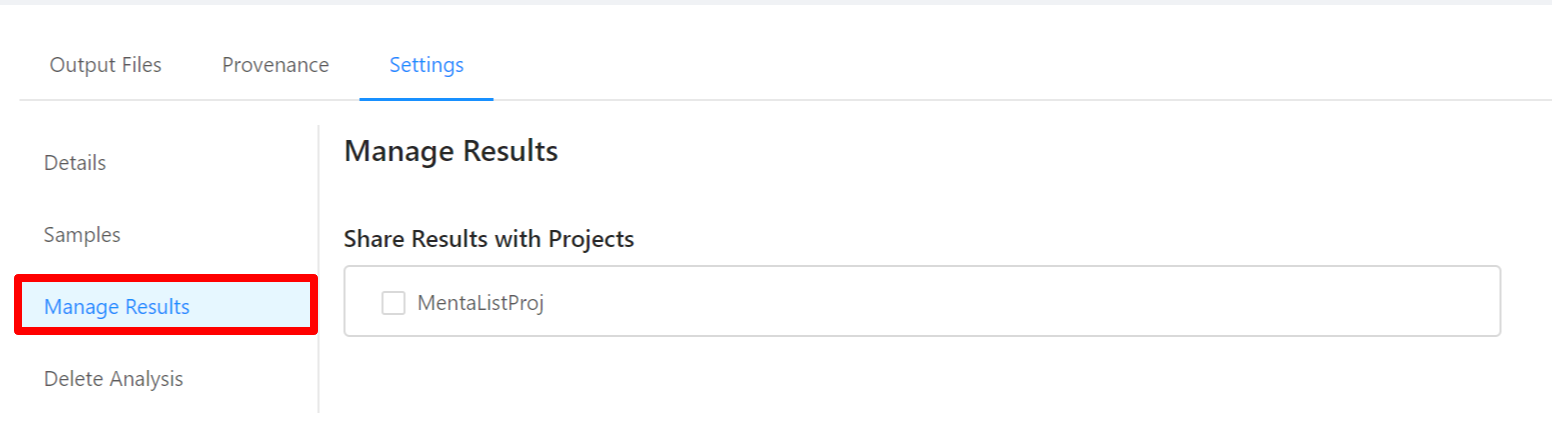 Output Files
Provenance
Settings
Details
Samples
Manage Results
Delete Analysis
Manage Results
Share Results with Projects
MentaListProj